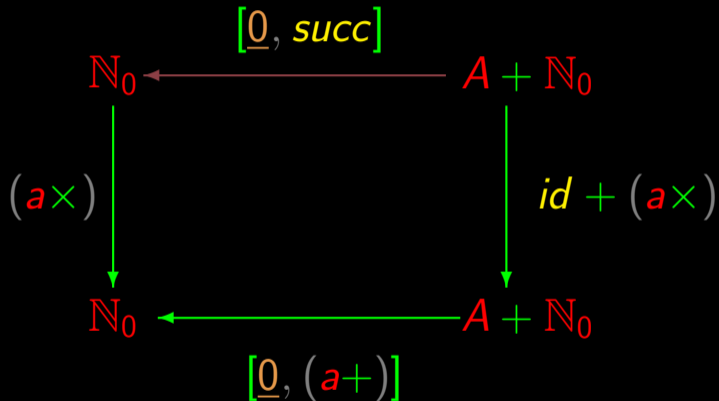 [0, succ]
ℕ₀ A + ℕ₀
(a×) id + (a×)
ℕ₀ A + ℕ₀
[0, (a+)]